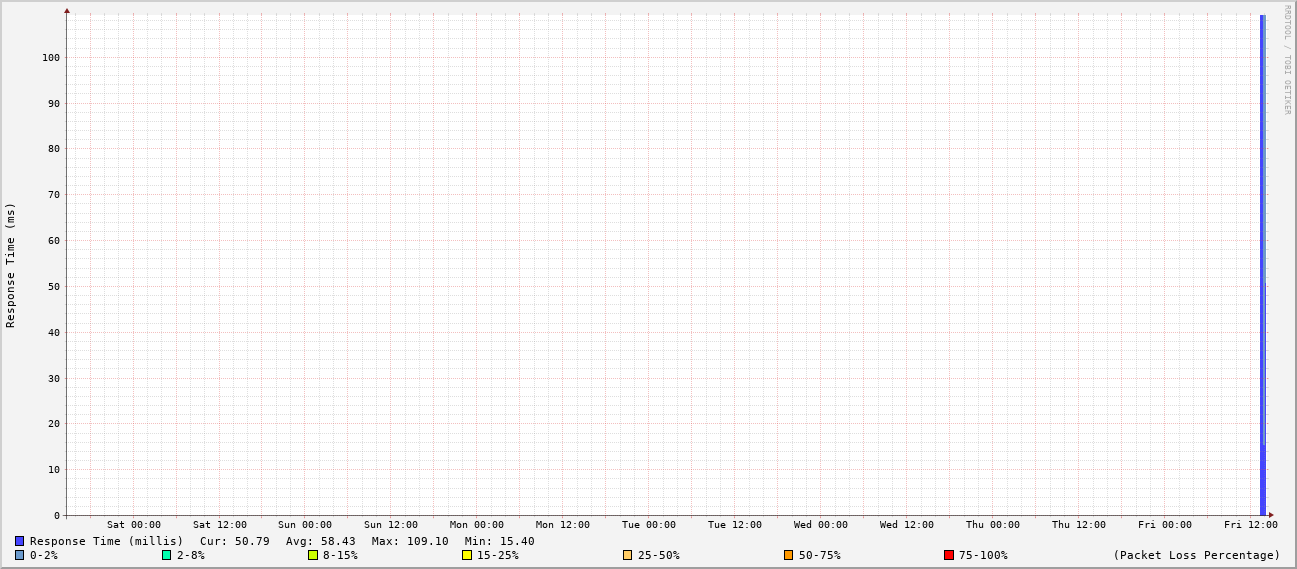 RRDTOOL / TOBI OETIKER
Response Time (ms)
100
90
80
70
60
50
40
30
20
10
0
Sat 00:00 Sat 12:00 Sun 00:00 Sun 12:00 Mon 00:00 Mon 12:00 Tue 00:00 Tue 12:00 Wed 00:00 Wed 12:00 Thu 00:00 Thu 12:00 Fri 00:00 Fri 12:00
Response Time (millis) Cur: 50.79 Avg: 58.43 Max: 109.10 Min: 15.40
0-2% 2-8% 8-15% 15-25% 25-50% 50-75% 75-100% (Packet Loss Percentage)